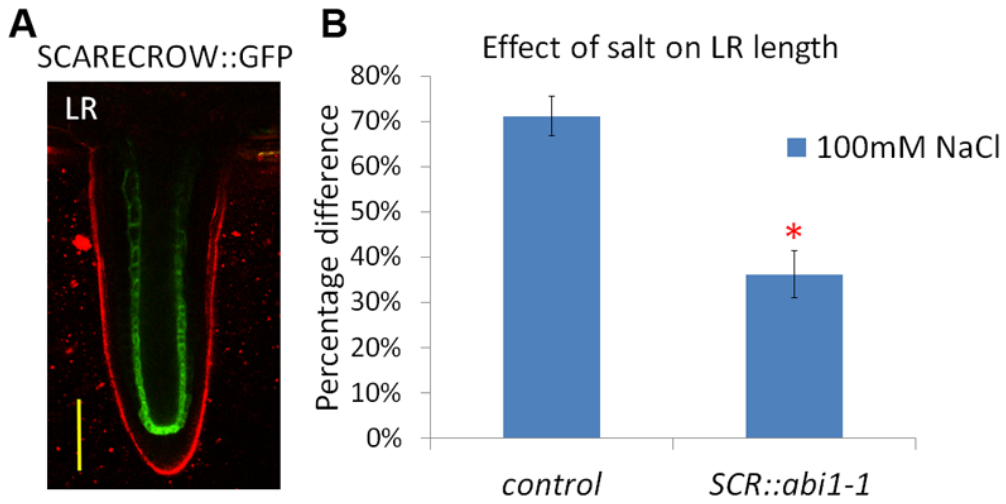 A
SCARECROW::GFP
LR
B
Effect of salt on LR length
Percentage difference
80%
70%
60%
50%
40%
30%
20%
10%
0%
100mM NaCl
*
control
SCR::abi1-1